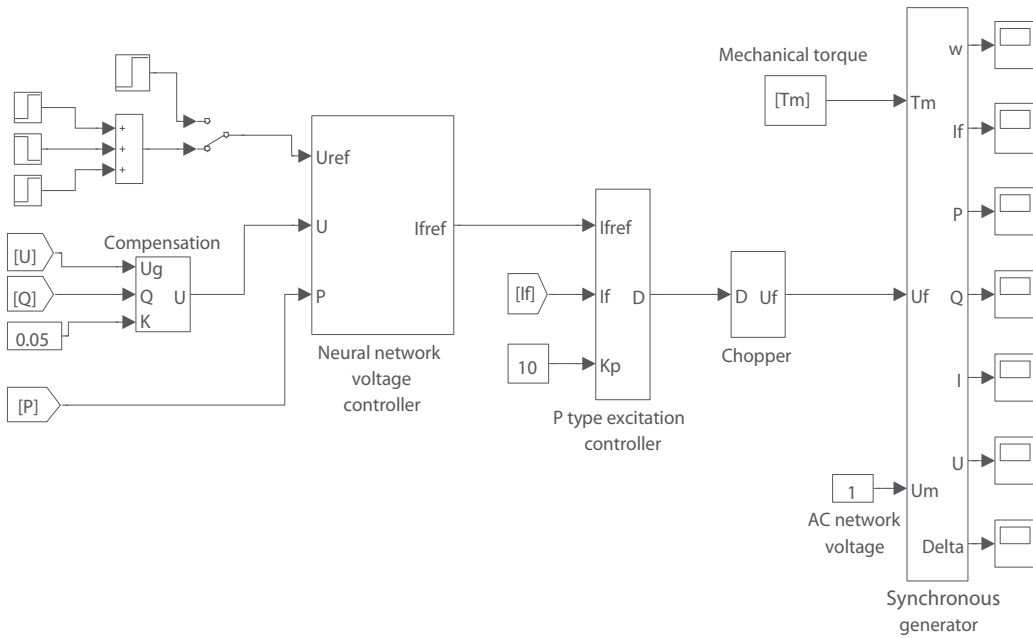 +
+
+
[U]
[Q]
0.05
[P]
Compensation
Ug
Q
K
U
Uref
U
P
Ifref
Neural network
voltage
controller
[If]
10
Ifref
If
Kp
D
P type excitation
controller
D
Uf
Chopper
Mechanical torque
[Tm]
1
AC network
voltage
Tm
Uf
Um
w
If
P
Q
I
U
Delta
Synchronous
generator